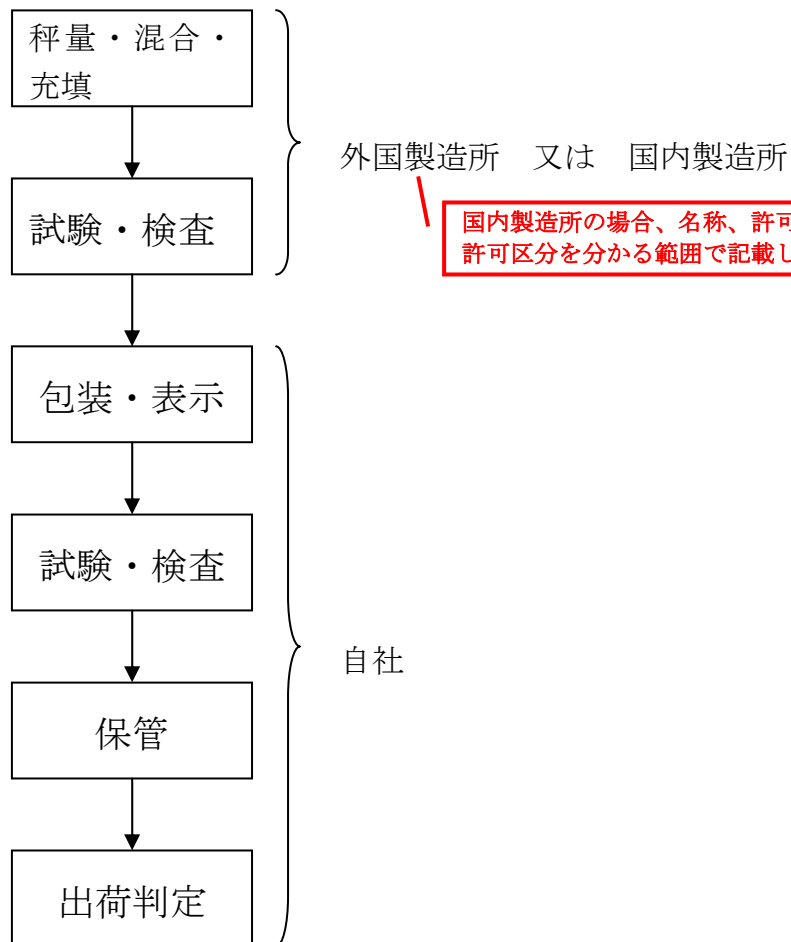 秤量・混合・
充填
外国製造所　又は　国内製造所
試験・検査
国内製造所の場合、名称、許可
許可区分を分かる範囲で記載し
包装・表示
試験・検査
自社
保管
出荷判定